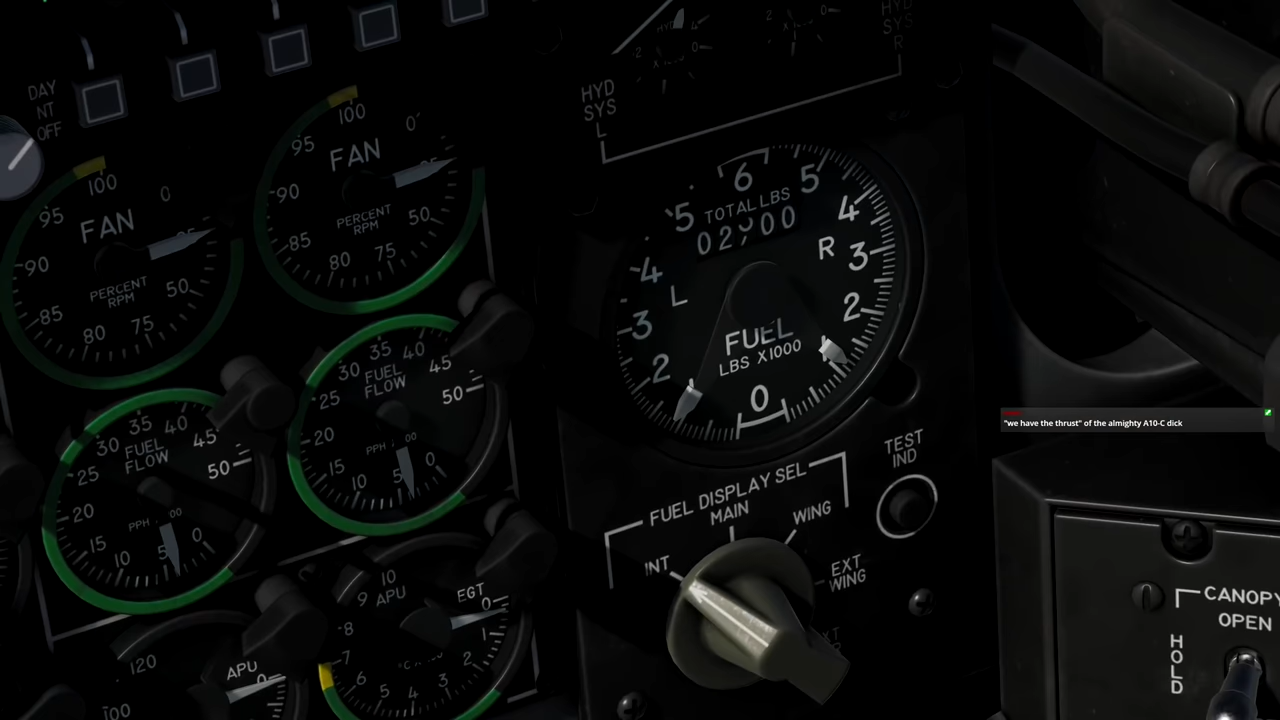 DAY
NT
OFF
HYD
SYS
L
HYD
SYS
R
100
95
90
85
80
75
50
0
FAN
PERCENT
RPM
100
95
90
85
80
75
50
0
FAN
PERCENT
RPM
6
5
TOTAL LBS
5
4
3
2
L
R
4
3
2
0
FUEL
LBS X1000
50
45
40
35
30
25
20
15
10
5
0
FUEL
FLOW
PPH
00
50
45
40
35
30
25
20
15
10
0
FUEL
FLOW
PPH
00
10
9
8
7
6
5
4
3
2
1
0
APU
EGT
120
100
APU
0
FUEL DISPLAY SEL
INT
MAIN
WING
EXT
WING
TEST
IND
"we have the thrust" of the almighty A10-C dick
CANOPY
OPEN
HOLD